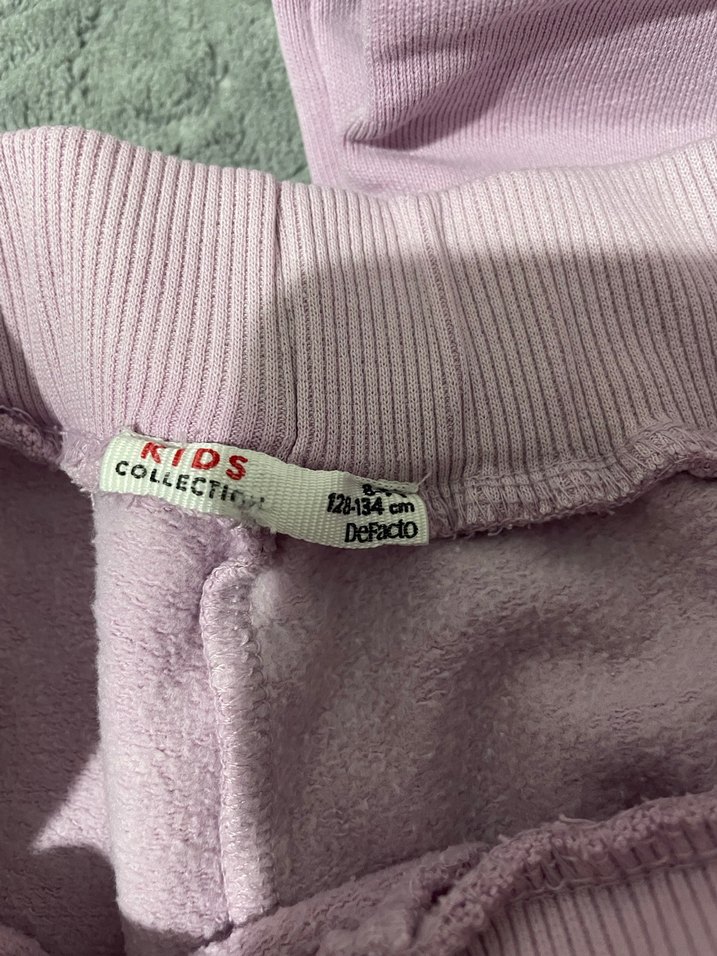 KIDS
COLLECTION
128-134 cm
DeFacto